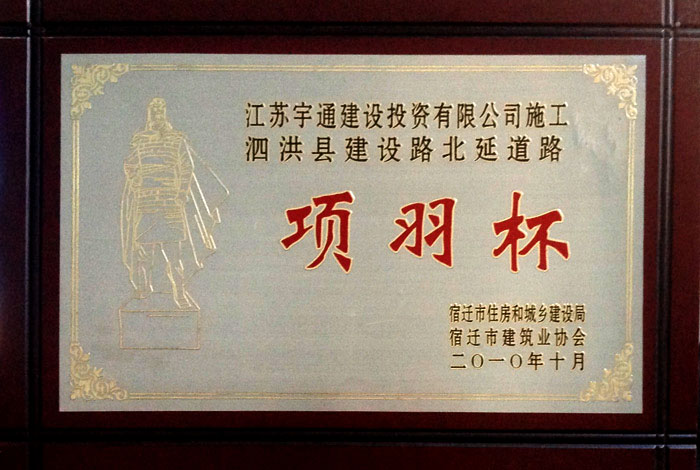 江苏宇通建设投资有限公司施工
泗洪县建设路北延道路
项羽杯
宿迁市住房和城乡建设局
宿迁市建筑业协会
二〇一〇年十月